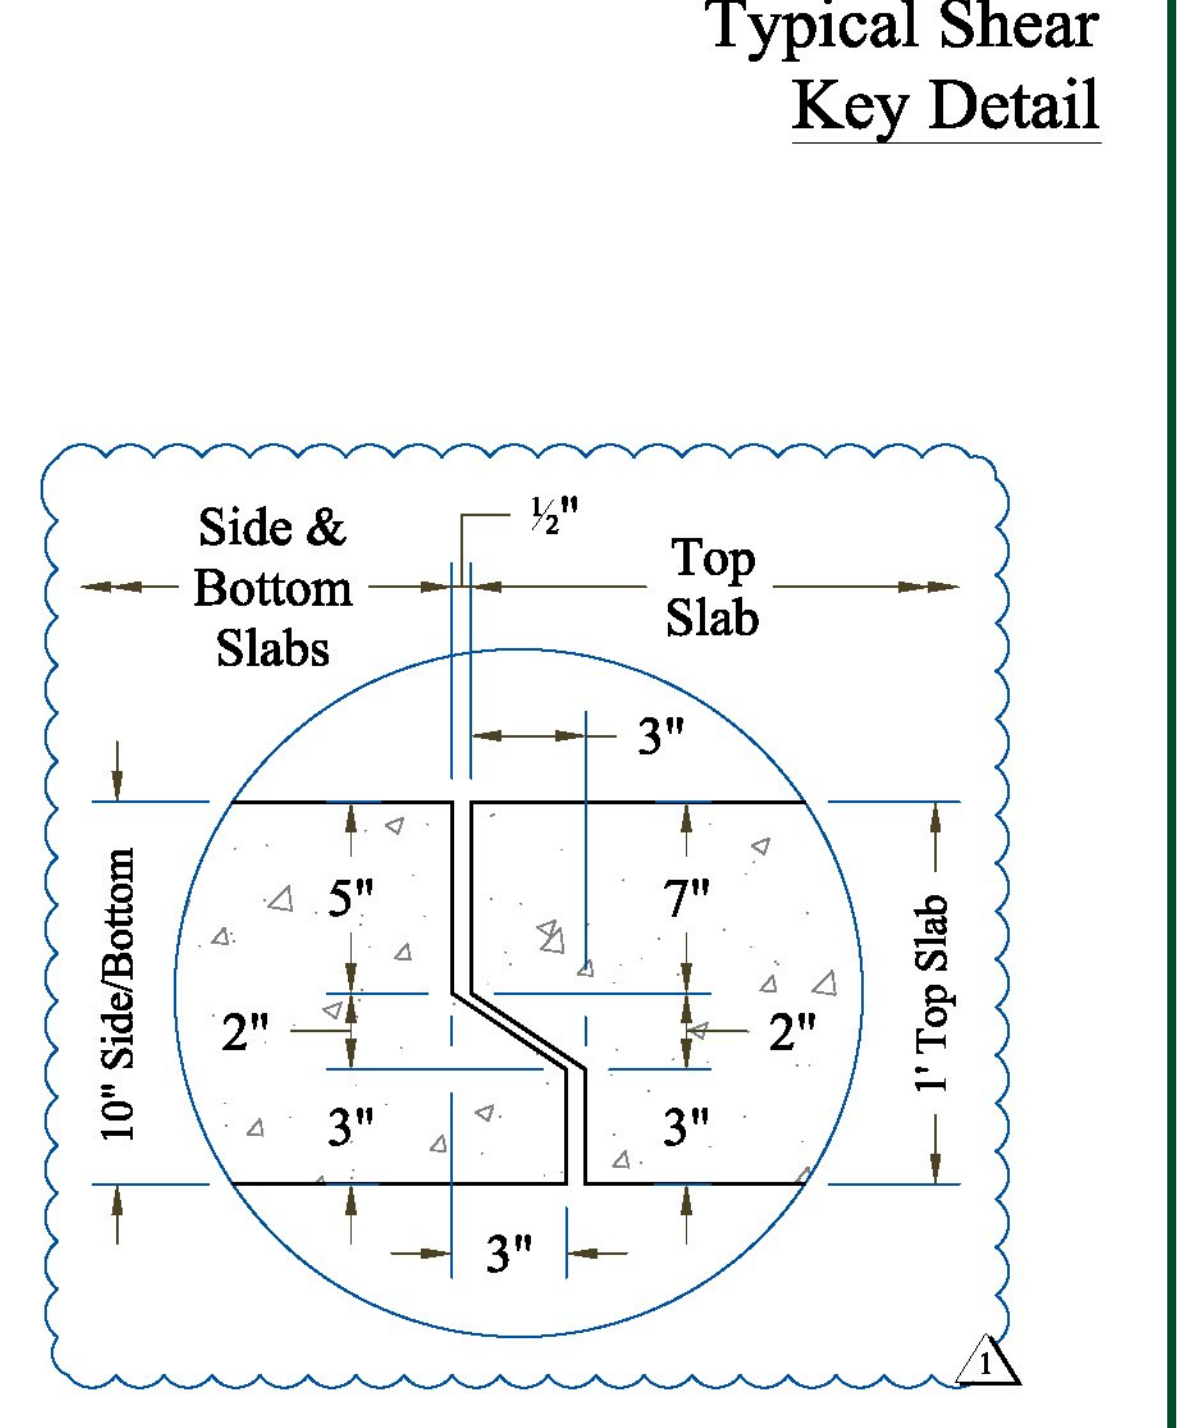 Typical Shear
Key Detail
½"
Side &
Bottom
Slabs
Top
Slab
3"
10" Side/Bottom
5"
7"
1' Top Slab
2"
2"
3"
3"
3"
1